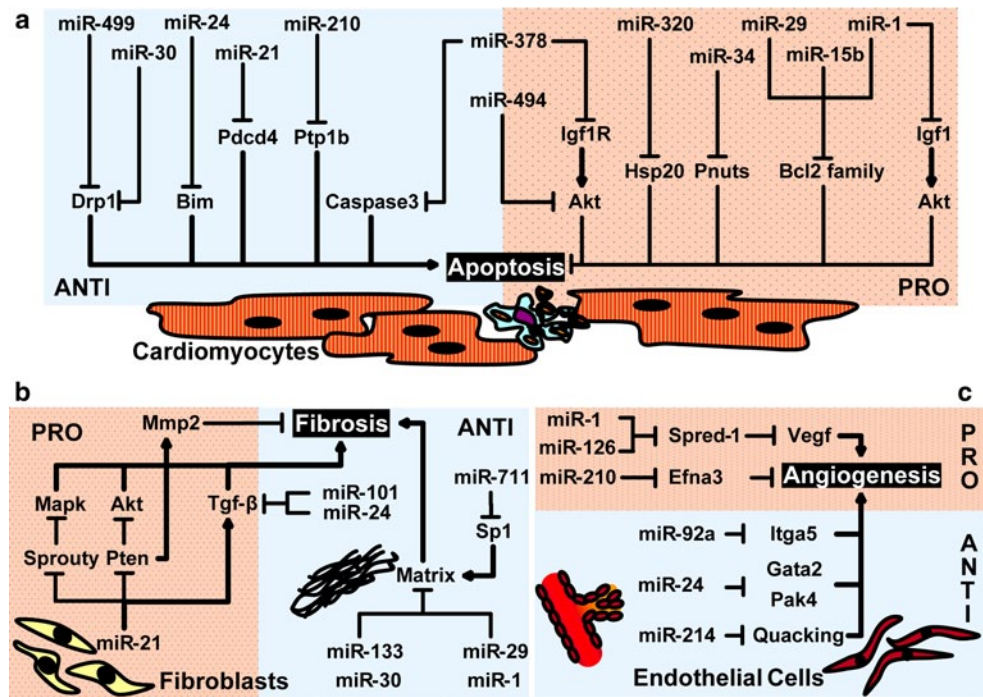 a
miR-499 miR-24 miR-210 miR-320 miR-29 miR-1
miR-30 miR-21 miR-378 miR-34 miR-15b
miR-494
Pdcd4 Ptp1b Igf1R Igf1
Hsp20 Pnuts Bcl2 family
Drp1 Bim Caspase3 Akt Akt
Apoptosis
ANTI PRO
Cardiomyocytes
b
PRO Mmp2 Fibrosis ANTI
Mapk Akt Tgf-β miR-101 miR-711
miR-24
Sp1
Sprouty Pten
Matrix
miR-21
miR-133 miR-29
miR-30 miR-1
Fibroblasts
c
miR-1
Spred-1 Vegf
miR-126
miR-210 Efna3 Angiogenesis
PRO
miR-92a Itga5
Gata2
miR-24
Pak4
miR-214 Quacking
ANTI
Endothelial Cells